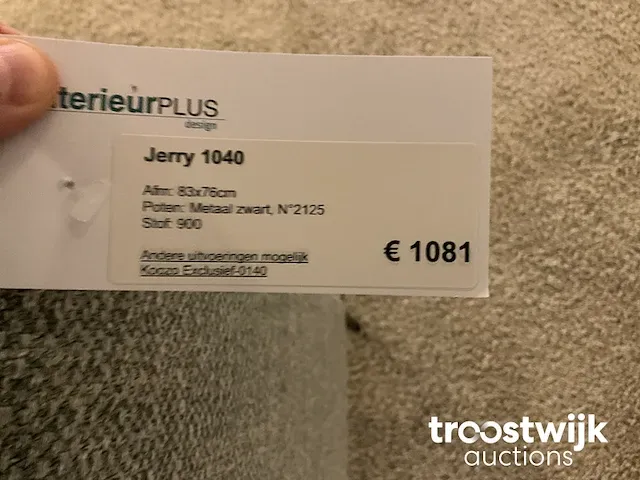 terieurPLUS
design
Jerry 1040
Afm: 83x76cm
Poten: Metaal zwart, N°2125
Stof: 900
Andere uitvoeringen mogelijk
Koozo Exclusief-0140
€ 1081
troostwijk
auctions